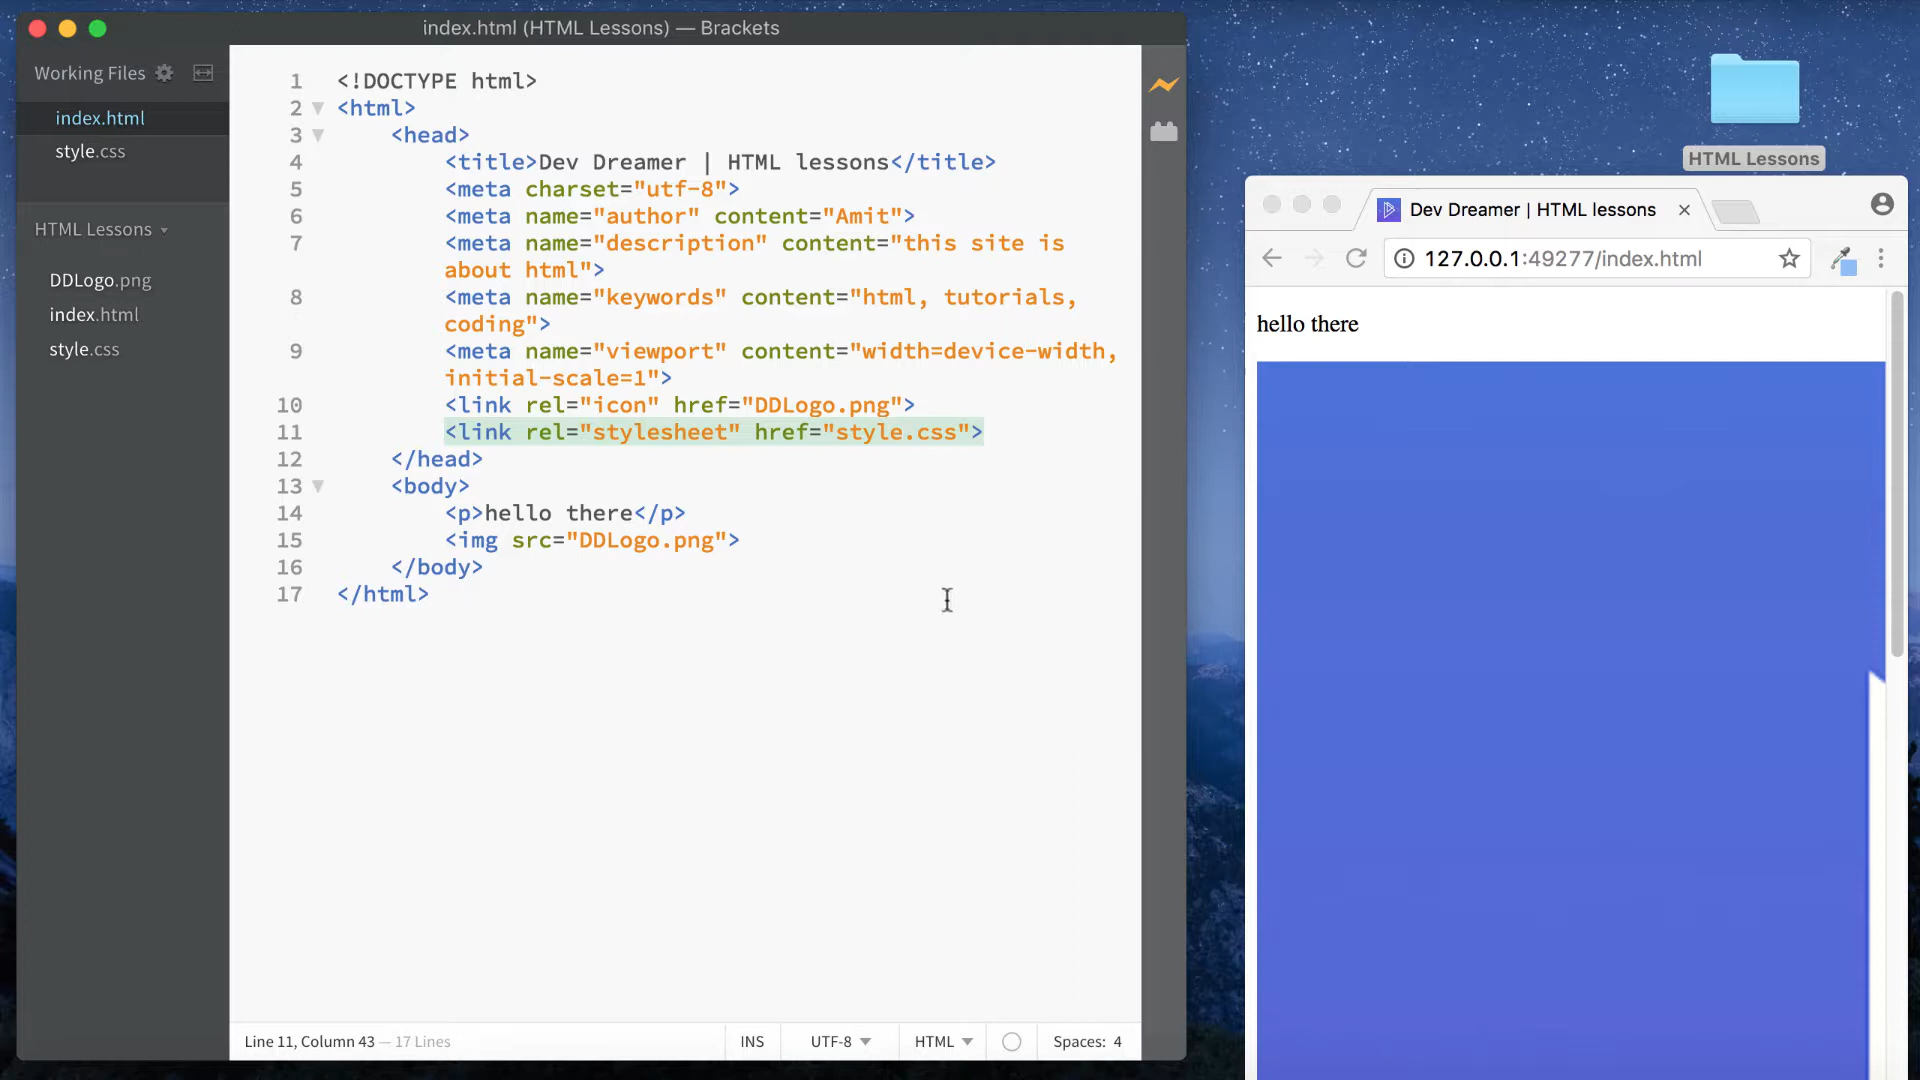 index.html (HTML Lessons) — Brackets
Working Files
index.html
style.css
HTML Lessons
DDLogo.png
index.html
style.css
1 <!DOCTYPE html>
2 <html>
3 <head>
4 <title>Dev Dreamer | HTML lessons</title>
5 <meta charset="utf-8">
6 <meta name="author" content="Amit">
7 <meta name="description" content="this site is
about html">
8 <meta name="keywords" content="html, tutorials,
coding">
9 <meta name="viewport" content="width=device-width,
initial-scale=1">
10 <link rel="icon" href="DDLogo.png">
11 <link rel="stylesheet" href="style.css">
12 </head>
13 <body>
14 <p>hello there</p>
15 <img src="DDLogo.png">
16 </body>
17 </html>
Line 11, Column 43 — 17 Lines
INS
UTF-8
HTML
Spaces: 4
HTML Lessons
Dev Dreamer | HTML lessons
127.0.0.1:49277/index.html
hello there